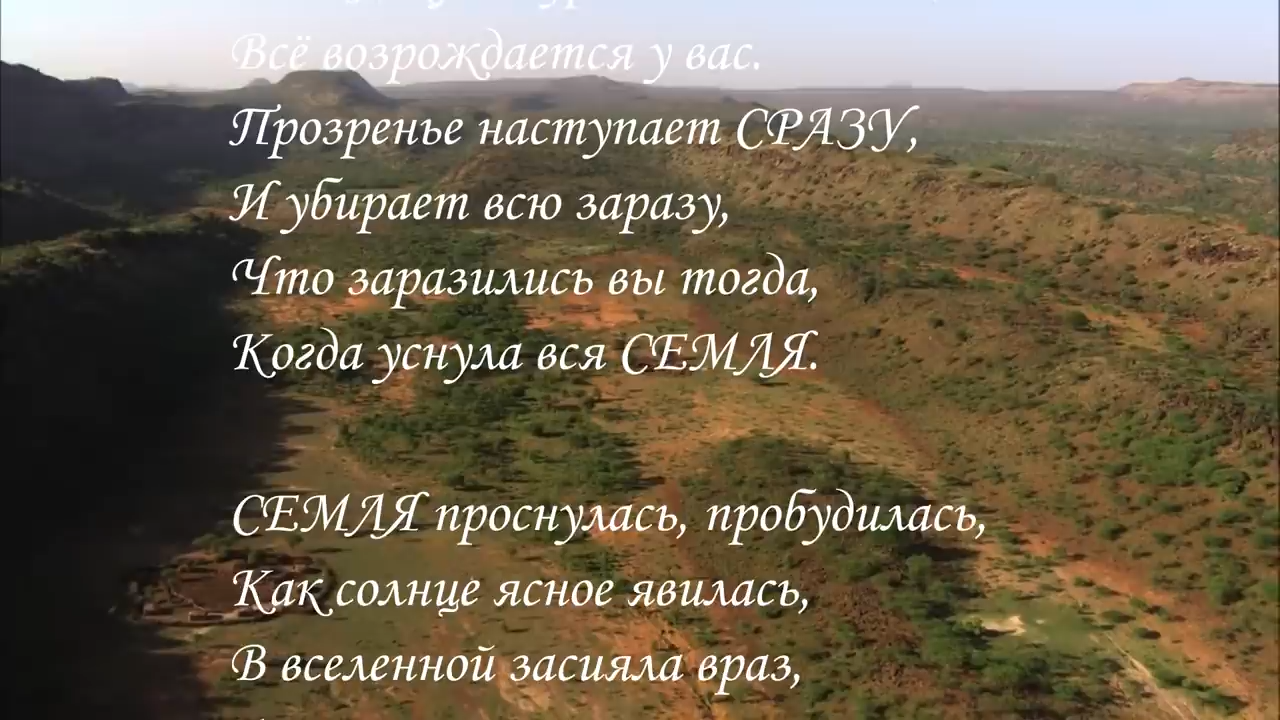 Всё возрождается у вас.
Прозренье наступает СРАЗУ,
И убирает всю заразу,
Что заразились вы тогда,
Когда уснула вся СЕМЛЯ.
СЕМЛЯ проснулась, пробудилась,
Как солнце ясное явилась,
В вселенной засияла враз,